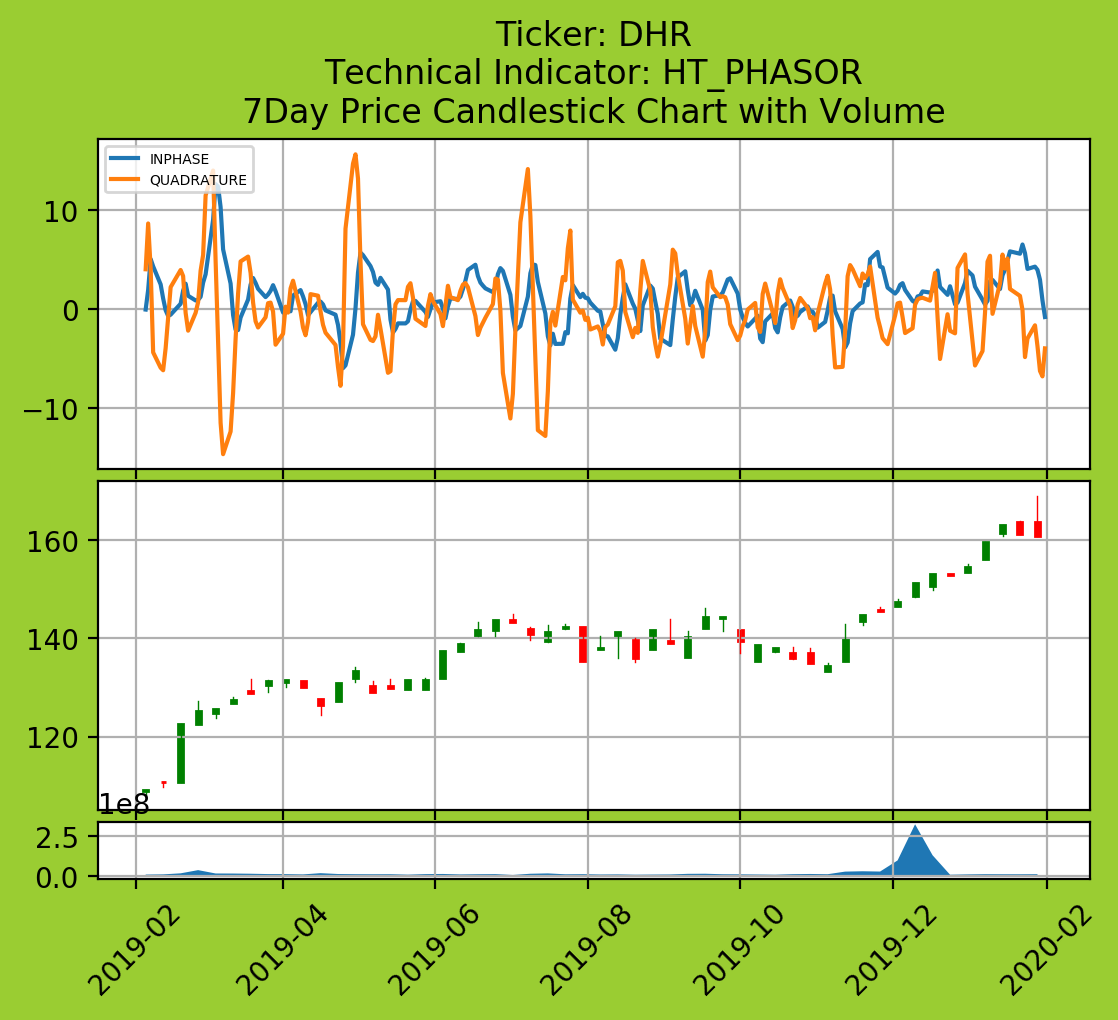 Ticker: DHR
Technical Indicator: HT_PHASOR
7Day Price Candlestick Chart with Volume
INPHASE
QUADRATURE
10
0
−10
160
140
120
1e8
2.5
0.0
2019-02
2019-04
2019-06
2019-08
2019-10
2019-12
2020-02